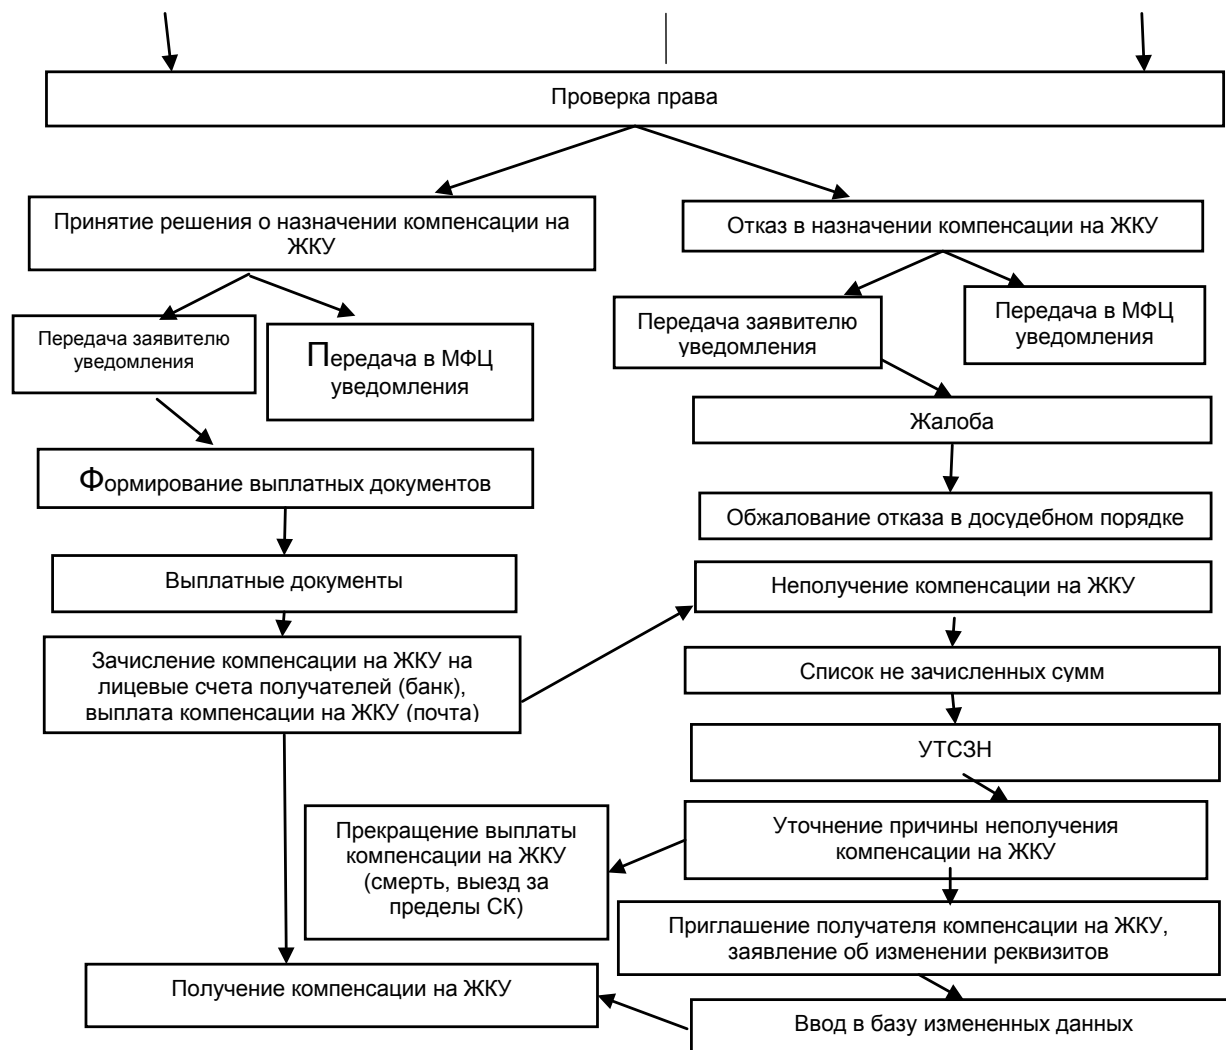 Проверка права
Принятие решения о назначении компенсации на
ЖКУ
Отказ в назначении компенсации на ЖКУ
Передача заявителю
уведомления
Передача в МФЦ
уведомления
Передача заявителю
уведомления
Передача в МФЦ
уведомления
Жалоба
Формирование выплатных документов
Обжалование отказа в досудебном порядке
Выплатные документы
Неполучение компенсации на ЖКУ
Зачисление компенсации на ЖКУ на
лицевые счета получателей (банк),
выплата компенсации на ЖКУ (почта)
Список не зачисленных сумм
УТСЗН
Прекращение выплаты
компенсации на ЖКУ
(смерть, выезд за
пределы СК)
Уточнение причины неполучения
компенсации на ЖКУ
Приглашение получателя компенсации на ЖКУ,
заявление об изменении реквизитов
Получение компенсации на ЖКУ
Ввод в базу измененных данных